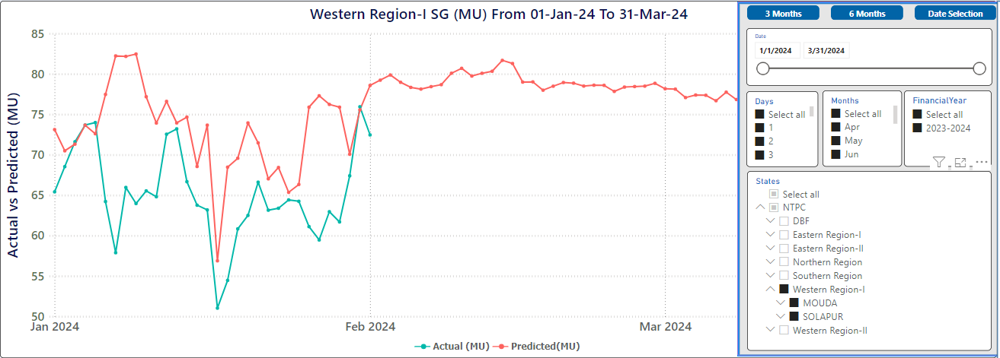 Western Region-I SG (MU) From 01-Jan-24 To 31-Mar-24
Actual vs Predicted (MU)
85
80
75
70
65
60
55
50
Jan 2024
Feb 2024
Mar 2024
Actual (MU)
Predicted(MU)
3 Months
6 Months
Date Selection
Date
1/1/2024
3/31/2024
Days
Select all
1
2
3
Months
Select all
Apr
May
Jun
FinancialYear
Select all
2023-2024
States
Select all
NTPC
DBF
Eastern Region-I
Eastern Region-II
Northern Region
Southern Region
Western Region-I
MOUDA
SOLAPUR
Western Region-II